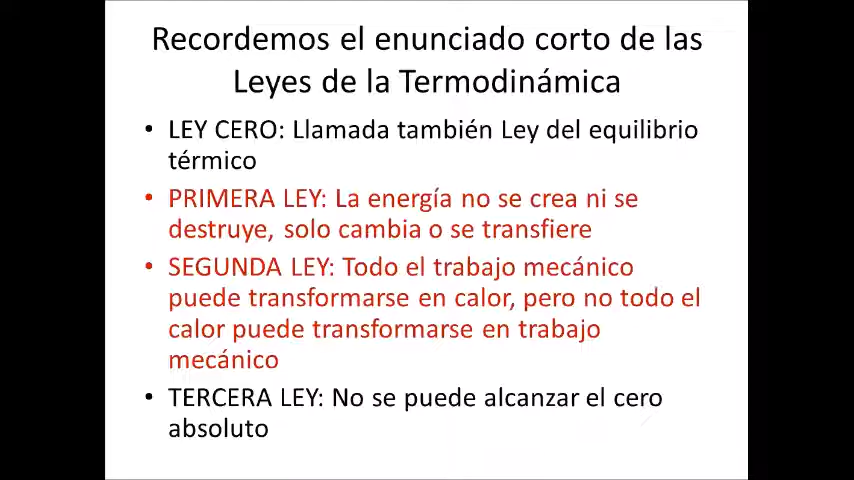 Recordemos el enunciado corto de las
Leyes de la Termodinámica
• LEY CERO: Llamada también Ley del equilibrio
térmico
• PRIMERA LEY: La energía no se crea ni se
destruye, solo cambia o se transfiere
• SEGUNDA LEY: Todo el trabajo mecánico
puede transformarse en calor, pero no todo el
calor puede transformarse en trabajo
mecánico
• TERCERA LEY: No se puede alcanzar el cero
absoluto